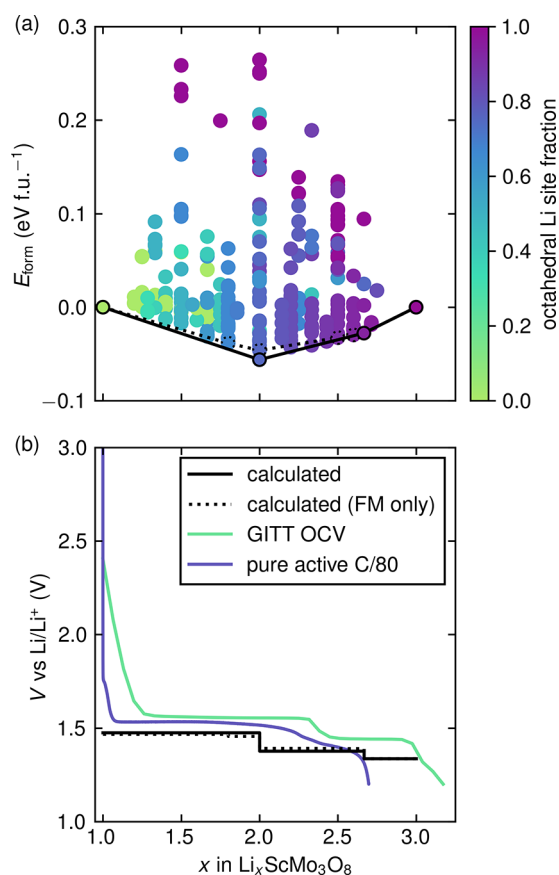 (a)
0.3
0.2
0.1
0.0
−0.1
E_form (eV f.u.⁻¹)
1.0
0.8
0.6
0.4
0.2
0.0
octahedral Li site fraction
(b)
3.0
2.5
2.0
1.5
1.0
V vs Li/Li⁺ (V)
calculated
calculated (FM only)
GITT OCV
pure active C/80
1.0 1.5 2.0 2.5 3.0
x in LiₓScMo₃O₈